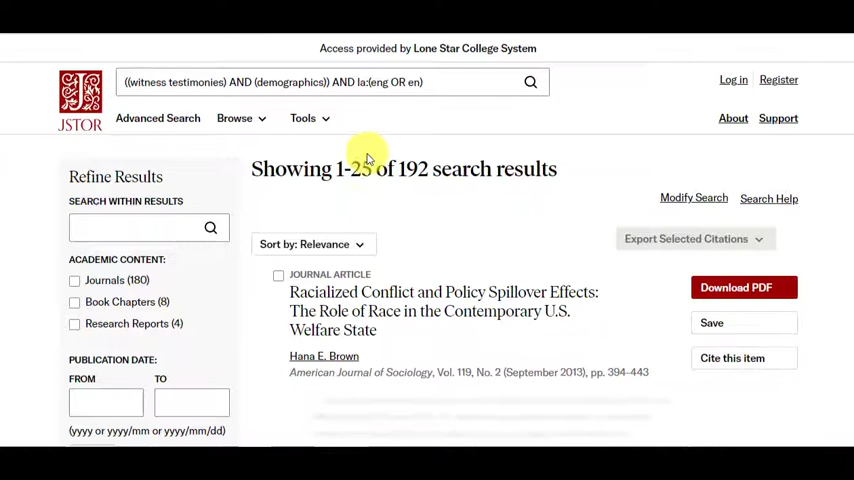 Access provided by Lone Star College System
((witness testimonies) AND (demographics)) AND la:(eng OR en)
Log in Register
JSTOR
Advanced Search Browse Tools
About Support
Refine Results
Showing 1-25 of 192 search results
SEARCH WITHIN RESULTS
Modify Search Search Help
Sort by: Relevance
Export Selected Citations
ACADEMIC CONTENT:
Journals (180)
Book Chapters (8)
Research Reports (4)
JOURNAL ARTICLE
Racialized Conflict and Policy Spillover Effects:
The Role of Race in the Contemporary U.S.
Welfare State
Hana E. Brown
American Journal of Sociology, Vol. 119, No. 2 (September 2013), pp. 394-443
Download PDF
Save
Cite this item
PUBLICATION DATE:
FROM TO
(yyyy or yyyy/mm or yyyy/mm/dd)